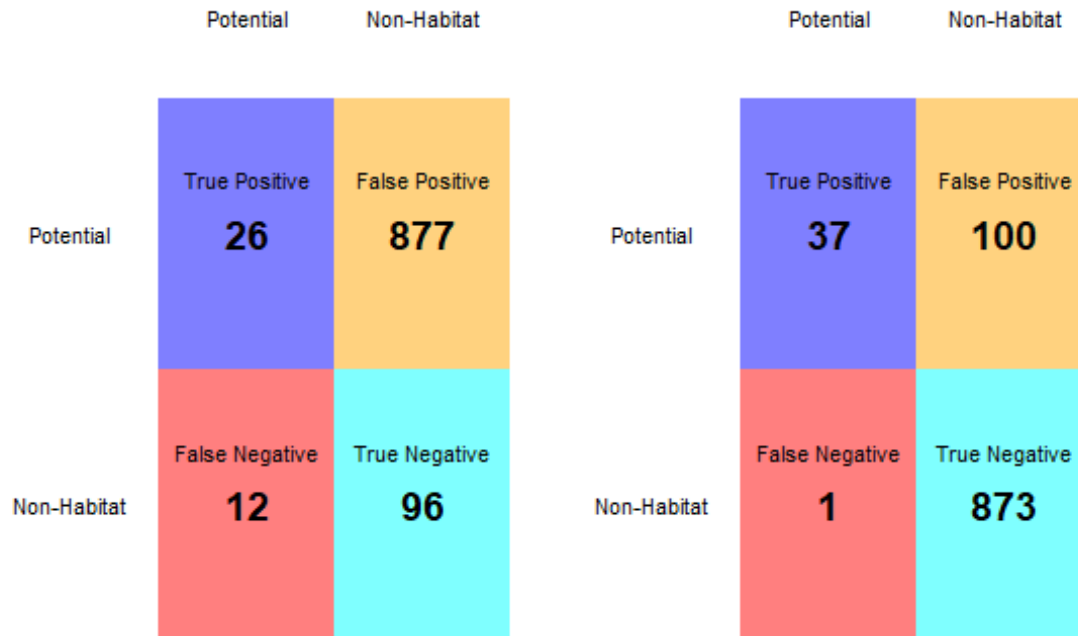 Potential Non-Habitat
Potential Non-Habitat
True Positive False Positive
Potential 26 877
True Positive False Positive
Potential 37 100
False Negative True Negative
Non-Habitat 12 96
False Negative True Negative
Non-Habitat 1 873